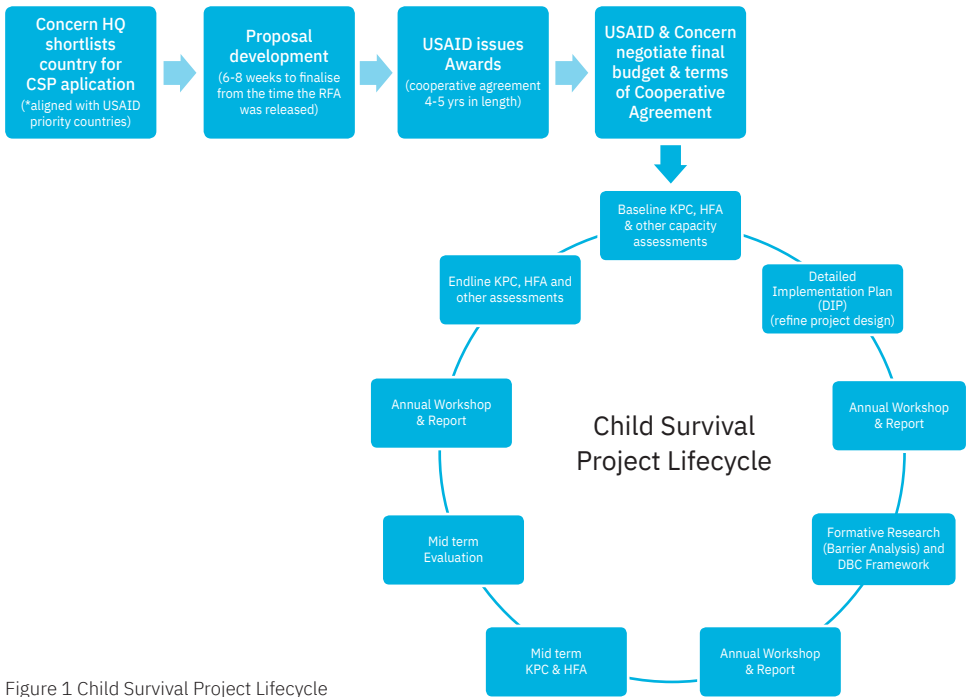 Concern HQ
shortlists
country for
CSP aplication
(*aligned with USAID
priority countries)
Proposal
development
(6-8 weeks to finalise
from the time the RFA
was released)
USAID issues
Awards
(cooperative agreement
4-5 yrs in length)
USAID & Concern
negotiate final
budget & terms
of Cooperative
Agreement
Baseline KPC, HFA
& other capacity
assessments
Detailed
Implementation Plan
(DIP)
(refine project design)
Annual Workshop
& Report
Formative Research
(Barrier Analysis) and
DBC Framework
Annual Workshop
& Report
Mid term
KPC & HFA
Mid term
Evaluation
Annual Workshop
& Report
Endline KPC, HFA and
other assessments
Child Survival
Project Lifecycle
Figure 1 Child Survival Project Lifecycle